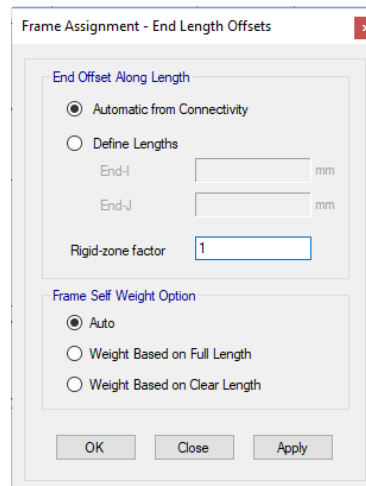 Frame Assignment - End Length Offsets
End Offset Along Length
Automatic from Connectivity
Define Lengths
End-I mm
End-J mm
Rigid-zone factor 1
Frame Self Weight Option
Auto
Weight Based on Full Length
Weight Based on Clear Length
OK Close Apply